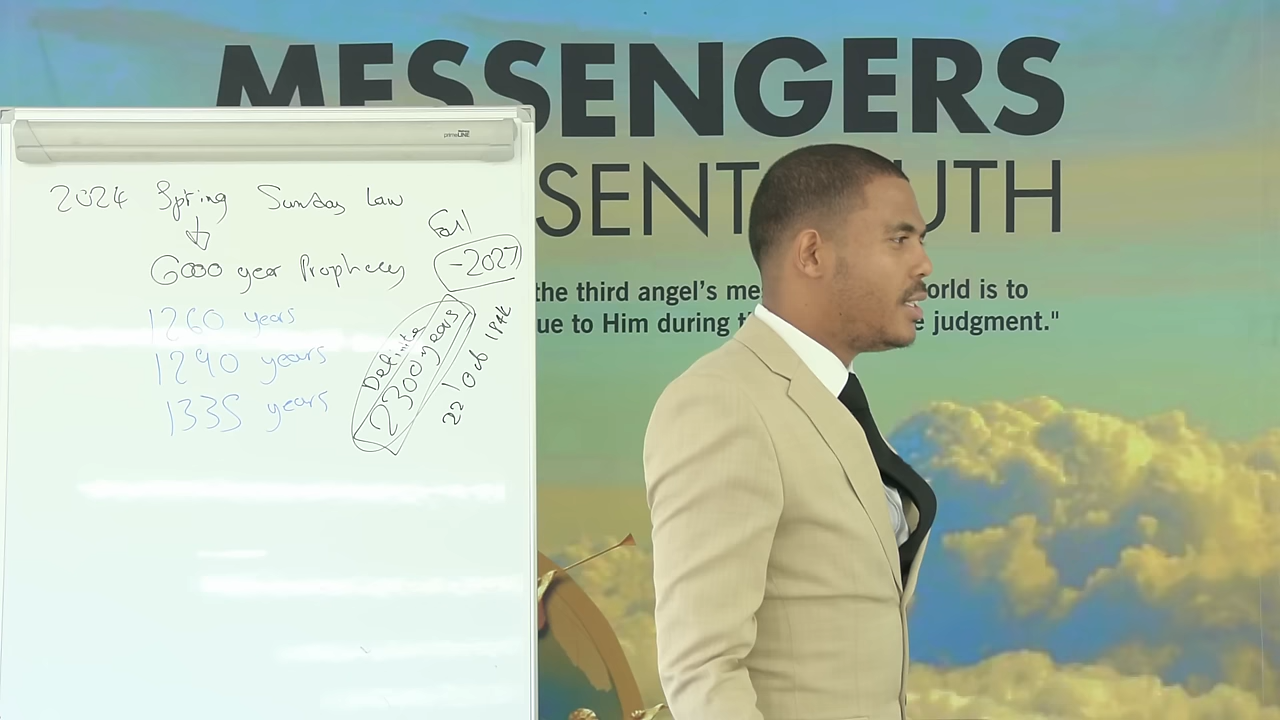 MESSENGERS
SENT UTH
the third angel's me orld is to
ue to Him during t e judgment."
primeLINE
2024 Spring Sunday Law
Fall
6000 year Prophecy -2027
1260 years
1290 years
1335 years
Definite
2300 years
22 Oct 1844